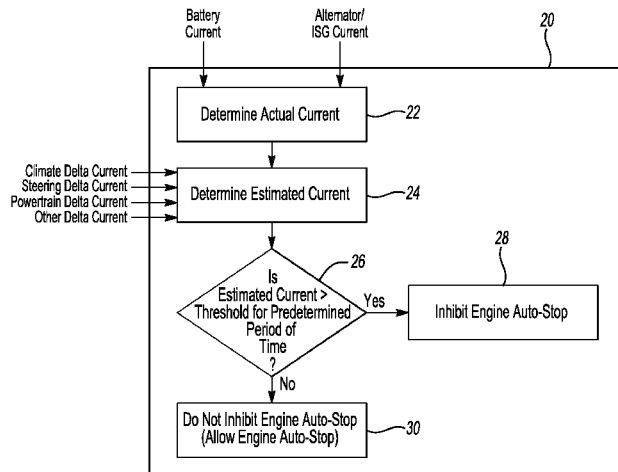 Battery
Current
Alternator/
ISG Current
20
Determine Actual Current
22
Climate Delta Current
Steering Delta Current
Powertrain Delta Current
Other Delta Current
Determine Estimated Current
24
26
Is
Estimated Current >
Threshold for Predetermined
Period of
Time
?
Yes
28
Inhibit Engine Auto-Stop
No
Do Not Inhibit Engine Auto-Stop
(Allow Engine Auto-Stop)
30